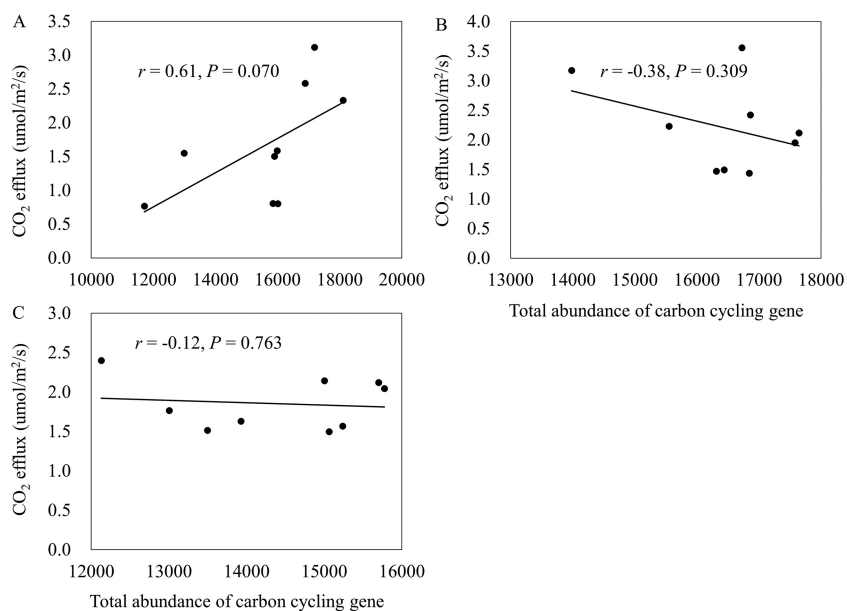 A
CO2 efflux (umol/m²/s)
3.5
3.0
2.5
2.0
1.5
1.0
0.5
0.0
r = 0.61, P = 0.070
10000 12000 14000 16000 18000 20000
B
CO2 efflux (umol/m²/s)
4.0
3.5
3.0
2.5
2.0
1.5
1.0
0.5
0.0
r = -0.38, P = 0.309
13000 14000 15000 16000 17000 18000
Total abundance of carbon cycling gene
C
CO2 efflux (umol/m²/s)
3.0
2.5
2.0
1.5
1.0
0.5
0.0
r = -0.12, P = 0.763
12000 13000 14000 15000 16000
Total abundance of carbon cycling gene